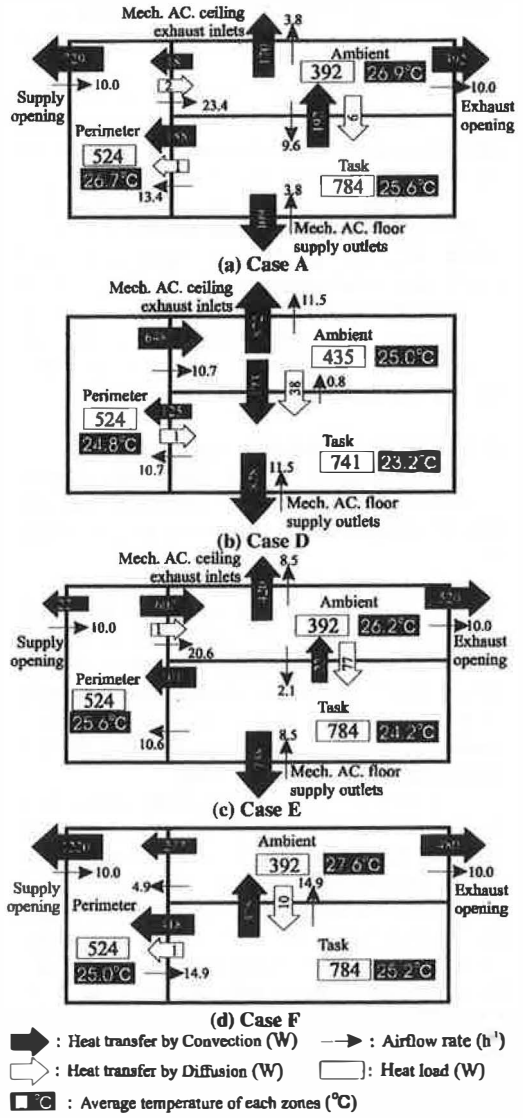 Mech. AC. ceiling
exhaust inlets
3.8
Ambient
392 26.9°C
10.0
10.0
Supply
opening
23.4
Exhaust
opening
Perimeter
9.6
6
524
26.7°C
Task
784 25.6°C
13.4
3.8
Mech. AC. floor
supply outlets
(a) Case A
Mech. AC. ceiling
exhaust inlets
11.5
Ambient
435 25.0°C
10.7
38
0.8
Perimeter
524
24.8°C
Task
741 23.2°C
10.7
11.5
Mech. AC. floor
supply outlets
(b) Case D
Mech. AC. ceiling
exhaust inlets
8.5
Ambient
392 26.2°C
10.0
10.0
Supply
opening
20.6
Exhaust
opening
77
2.1
Perimeter
524
25.6°C
Task
784 24.2°C
10.6
8.5
Mech. AC. floor
supply outlets
(c) Case E
Ambient
392 27.6°C
10.0
10.0
Supply
opening
4.9
10
14.9
Exhaust
opening
Perimeter
524
25.0°C
Task
784 25.2°C
14.9
(d) Case F
: Heat transfer by Convection (W)
: Airflow rate (h⁻¹)
: Heat transfer by Diffusion (W)
: Heat load (W)
°C : Average temperature of each zones (°C)